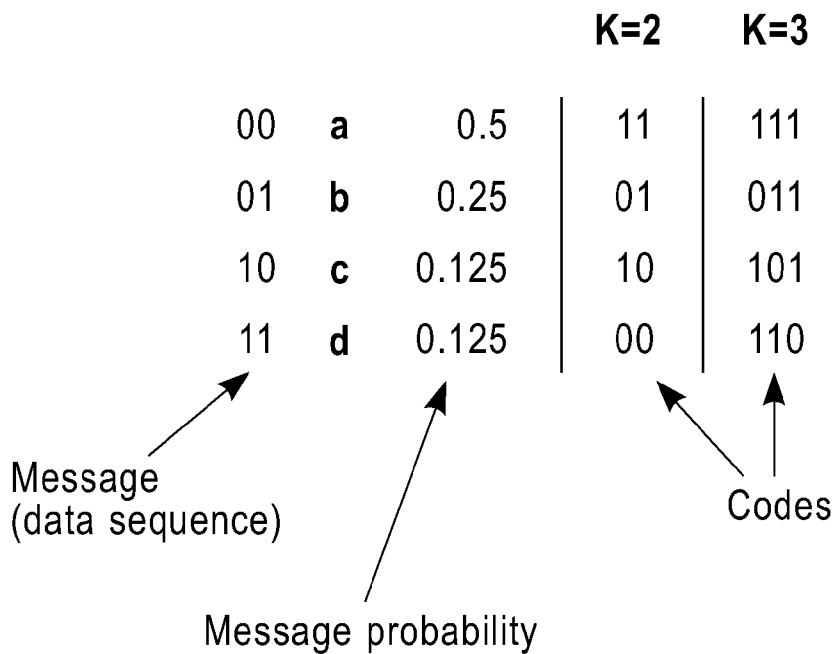 K=2 K=3
00 a 0.5 11 111
01 b 0.25 01 011
10 c 0.125 10 101
11 d 0.125 00 110
Message
(data sequence)
Codes
Message probability